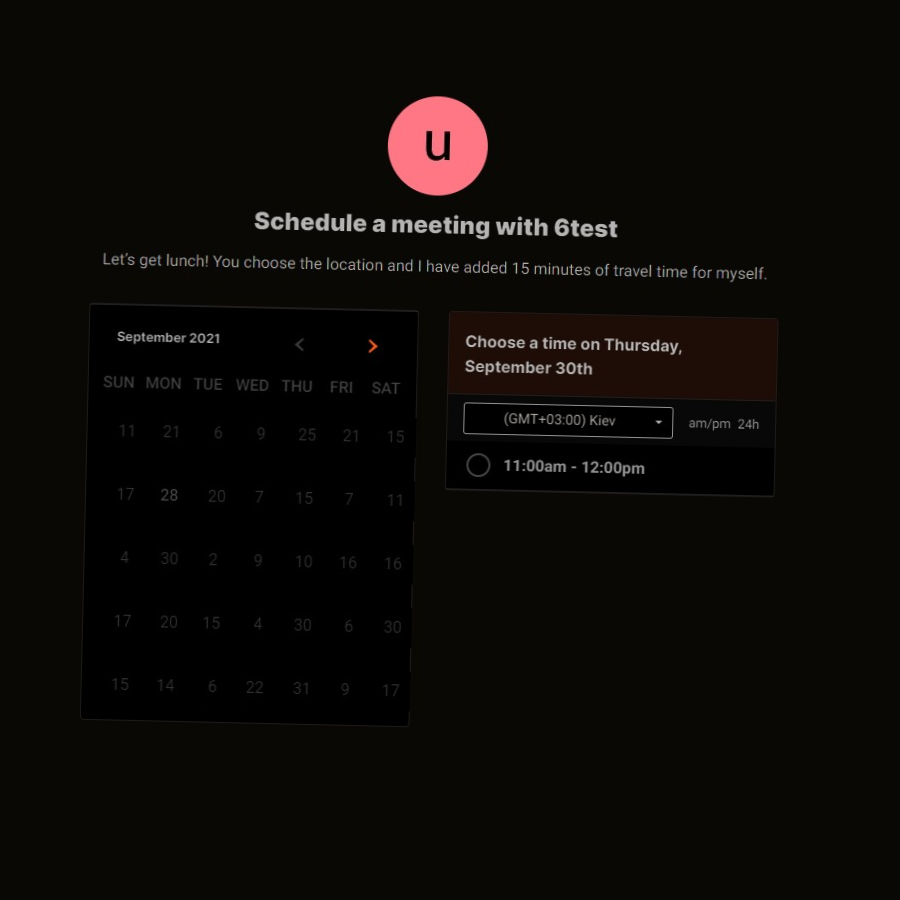 u
Schedule a meeting with 6test
Let's get lunch! You choose the location and I have added 15 minutes of travel time for myself.
September 2021
SUN MON TUE WED THU FRI SAT
11 21 6 9 25 21 15
17 28 20 7 15 7 11
4 30 2 9 10 16 16
17 20 15 4 30 6 30
15 14 6 22 31 9 17
Choose a time on Thursday,
September 30th
(GMT+03:00) Kiev
am/pm 24h
11:00am - 12:00pm